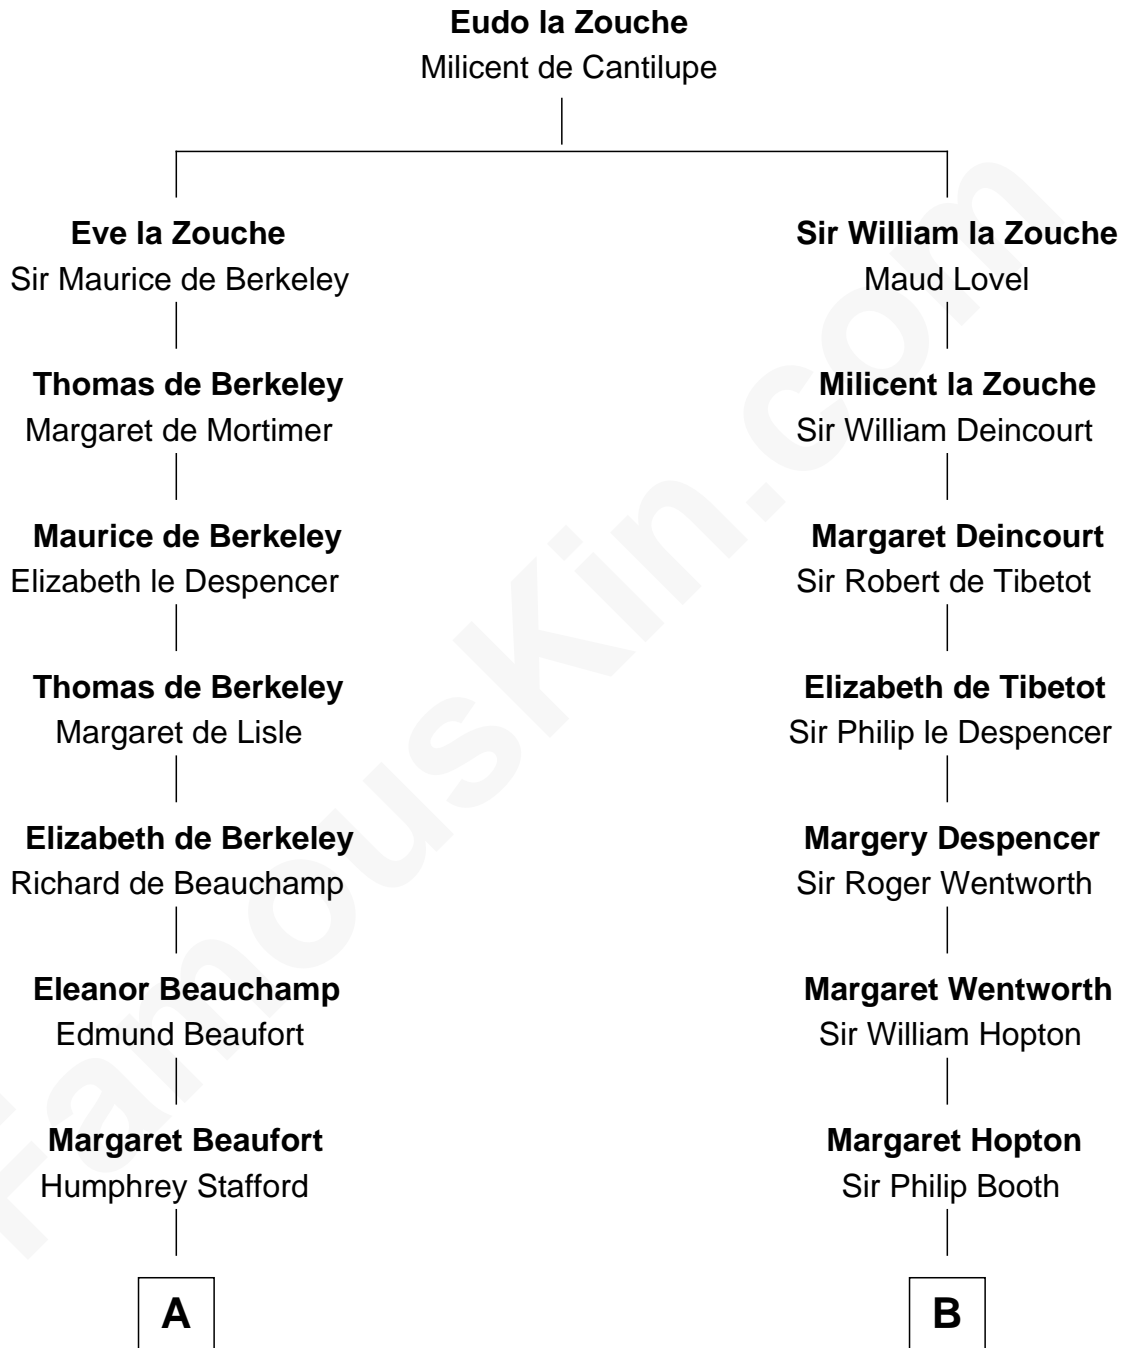 Eudo la Zouche
Milicent de Cantilupe
Eve la Zouche
Sir Maurice de Berkeley
Sir William la Zouche
Maud Lovel
Thomas de Berkeley
Margaret de Mortimer
Milicent la Zouche
Sir William Deincourt
Maurice de Berkeley
Elizabeth le Despencer
Margaret Deincourt
Sir Robert de Tibetot
Thomas de Berkeley
Margaret de Lisle
Elizabeth de Tibetot
Sir Philip le Despencer
Elizabeth de Berkeley
Richard de Beauchamp
Margery Despencer
Sir Roger Wentworth
Eleanor Beauchamp
Edmund Beaufort
Margaret Wentworth
Sir William Hopton
Margaret Beaufort
Humphrey Stafford
Margaret Hopton
Sir Philip Booth
A
B
FamousKin.com